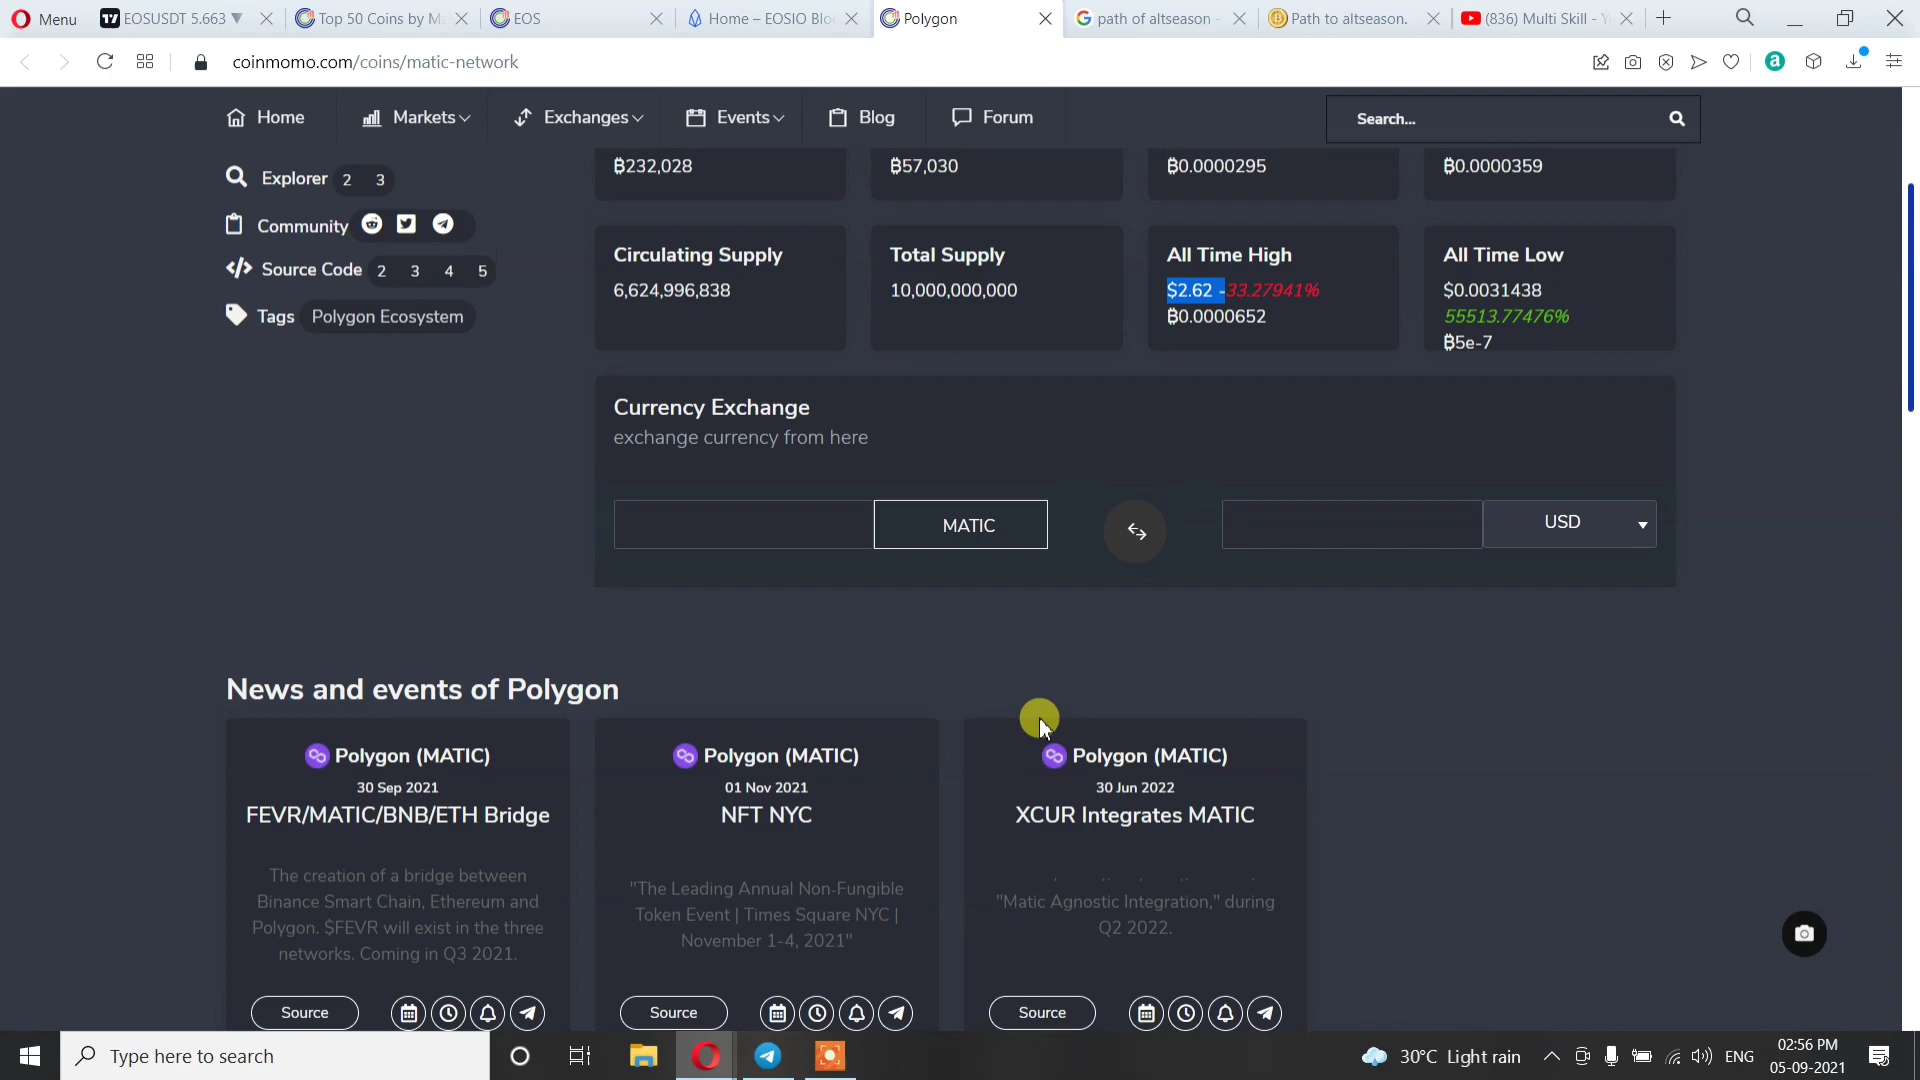 Menu
EOSUSDT 5.663
Top 50 Coins by M
EOS
Home – EOSIO Blo
Polygon
path of altseason -
Path to altseason.
(836) Multi Skill - Y
coinmomo.com/coins/matic-network
Home
Markets
Exchanges
Events
Blog
Forum
Search...
Explorer 2 3
Community
Source Code 2 3 4 5
Tags Polygon Ecosystem
₿232,028
₿57,030
₿0.0000295
₿0.0000359
Circulating Supply
6,624,996,838
Total Supply
10,000,000,000
All Time High
$2.62 -33.27941%
₿0.0000652
All Time Low
$0.0031438
55513.77476%
₿5e-7
Currency Exchange
exchange currency from here
MATIC
USD
News and events of Polygon
Polygon (MATIC)
30 Sep 2021
FEVR/MATIC/BNB/ETH Bridge
The creation of a bridge between
Binance Smart Chain, Ethereum and
Polygon. $FEVR will exist in the three
networks. Coming in Q3 2021.
Source
Polygon (MATIC)
01 Nov 2021
NFT NYC
"The Leading Annual Non-Fungible
Token Event | Times Square NYC |
November 1-4, 2021"
Source
Polygon (MATIC)
30 Jun 2022
XCUR Integrates MATIC
"Matic Agnostic Integration," during
Q2 2022.
Source
Type here to search
30°C Light rain
ENG
02:56 PM
05-09-2021